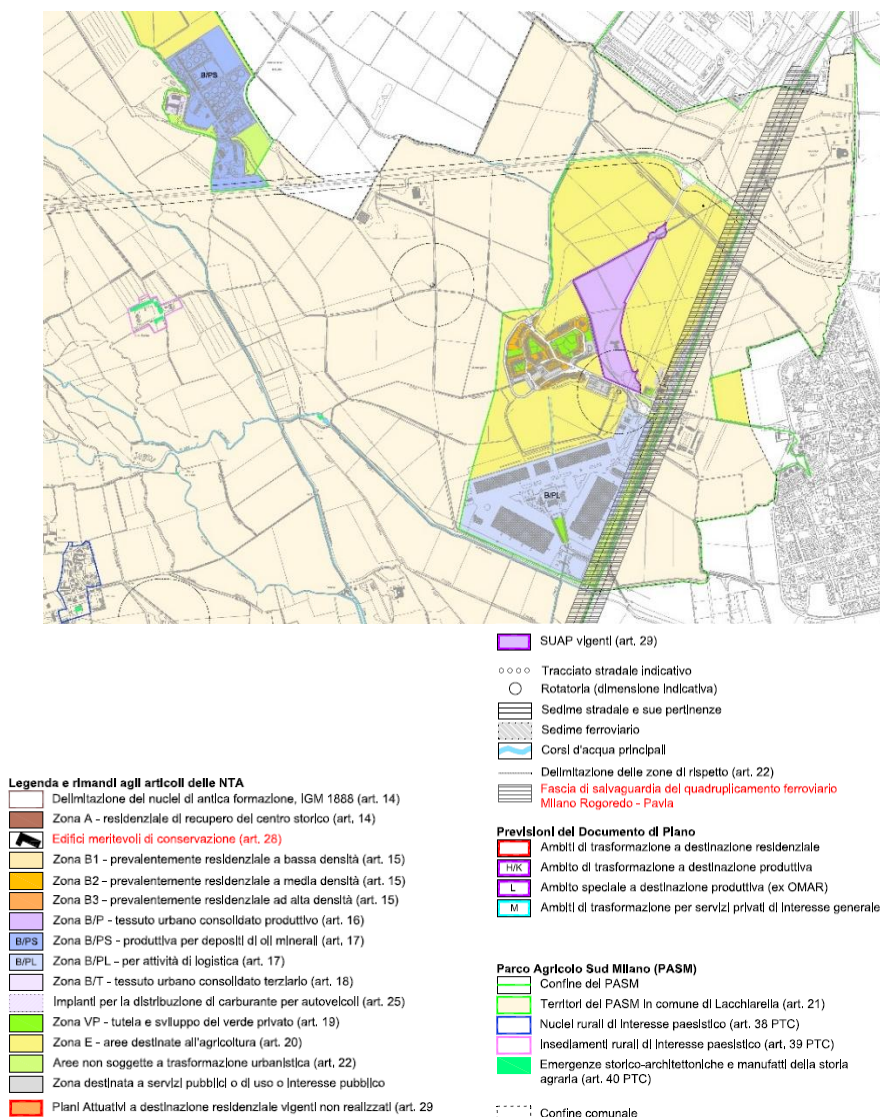 B/PS
B/PL
SUAP vigenti (art. 29)
Tracciato stradale indicativo
Rotatoria (dimensione indicativa)
Sedime stradale e sue pertinenze
Sedime ferroviario
Corsi d'acqua principali
Delimitazione delle zone di rispetto (art. 22)
Fascia di salvaguardia del quadruplicamento ferroviario
Milano Rogoredo - Pavia
Legenda e rimandi agli articoli delle NTA
Delimitazione dei nuclei di antica formazione, IGM 1888 (art. 14)
Zona A - residenziale di recupero del centro storico (art. 14)
Edifici meritevoli di conservazione (art. 28)
Zona B1 - prevalentemente residenziale a bassa densità (art. 15)
Zona B2 - prevalentemente residenziale a media densità (art. 15)
Zona B3 - prevalentemente residenziale ad alta densità (art. 15)
Zona B/P - tessuto urbano consolidato produttivo (art. 16)
B/PS Zona B/PS - produttiva per depositi di oli minerali (art. 17)
B/PL Zona B/PL – per attività di logistica (art. 17)
Zona B/T - tessuto urbano consolidato terziario (art. 18)
Impianti per la distribuzione di carburante per autoveicoli (art. 25)
Zona VP - tutela e sviluppo del verde privato (art. 19)
Zona E - aree destinate all'agricoltura (art. 20)
Aree non soggette a trasformazione urbanistica (art. 22)
Zona destinata a servizi pubblici o di uso o interesse pubblico
Piani Attuativi a destinazione residenziale vigenti non realizzati (art. 29
Previsioni del Documento di Piano
Ambiti di trasformazione a destinazione residenziale
H/K Ambito di trasformazione a destinazione produttiva
L Ambito speciale a destinazione produttiva (ex OMAR)
M Ambiti di trasformazione per servizi privati di interesse generale
Parco Agricolo Sud Milano (PASM)
Confine del PASM
Territori del PASM in comune di Lacchiarella (art. 21)
Nuclei rurali di interesse paesistico (art. 38 PTC)
Insediamenti rurali di interesse paesistico (art. 39 PTC)
Emergenze storico-architettoniche e manufatti della storia
agraria (art. 40 PTC)
Confine comunale